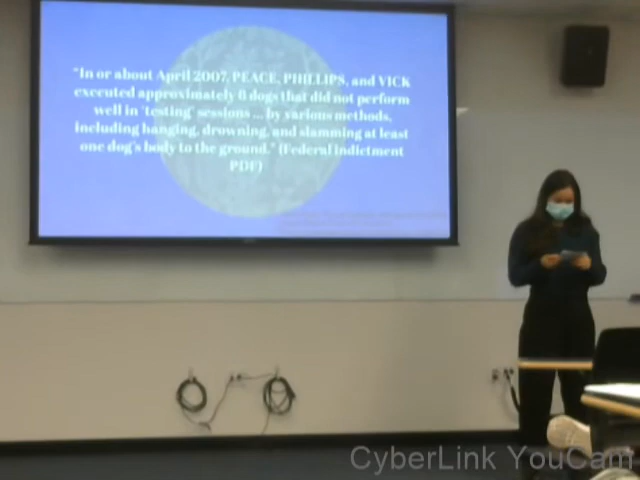 "In or about April 2007, PEACE, PHILLIPS, and VICK
executed approximately 8 dogs that did not perform
well in 'testing' sessions ... by various methods,
including hanging, drowning, and slamming at least
one dog's body to the ground." (Federal Indictment
PDF)
CyberLink YouCam